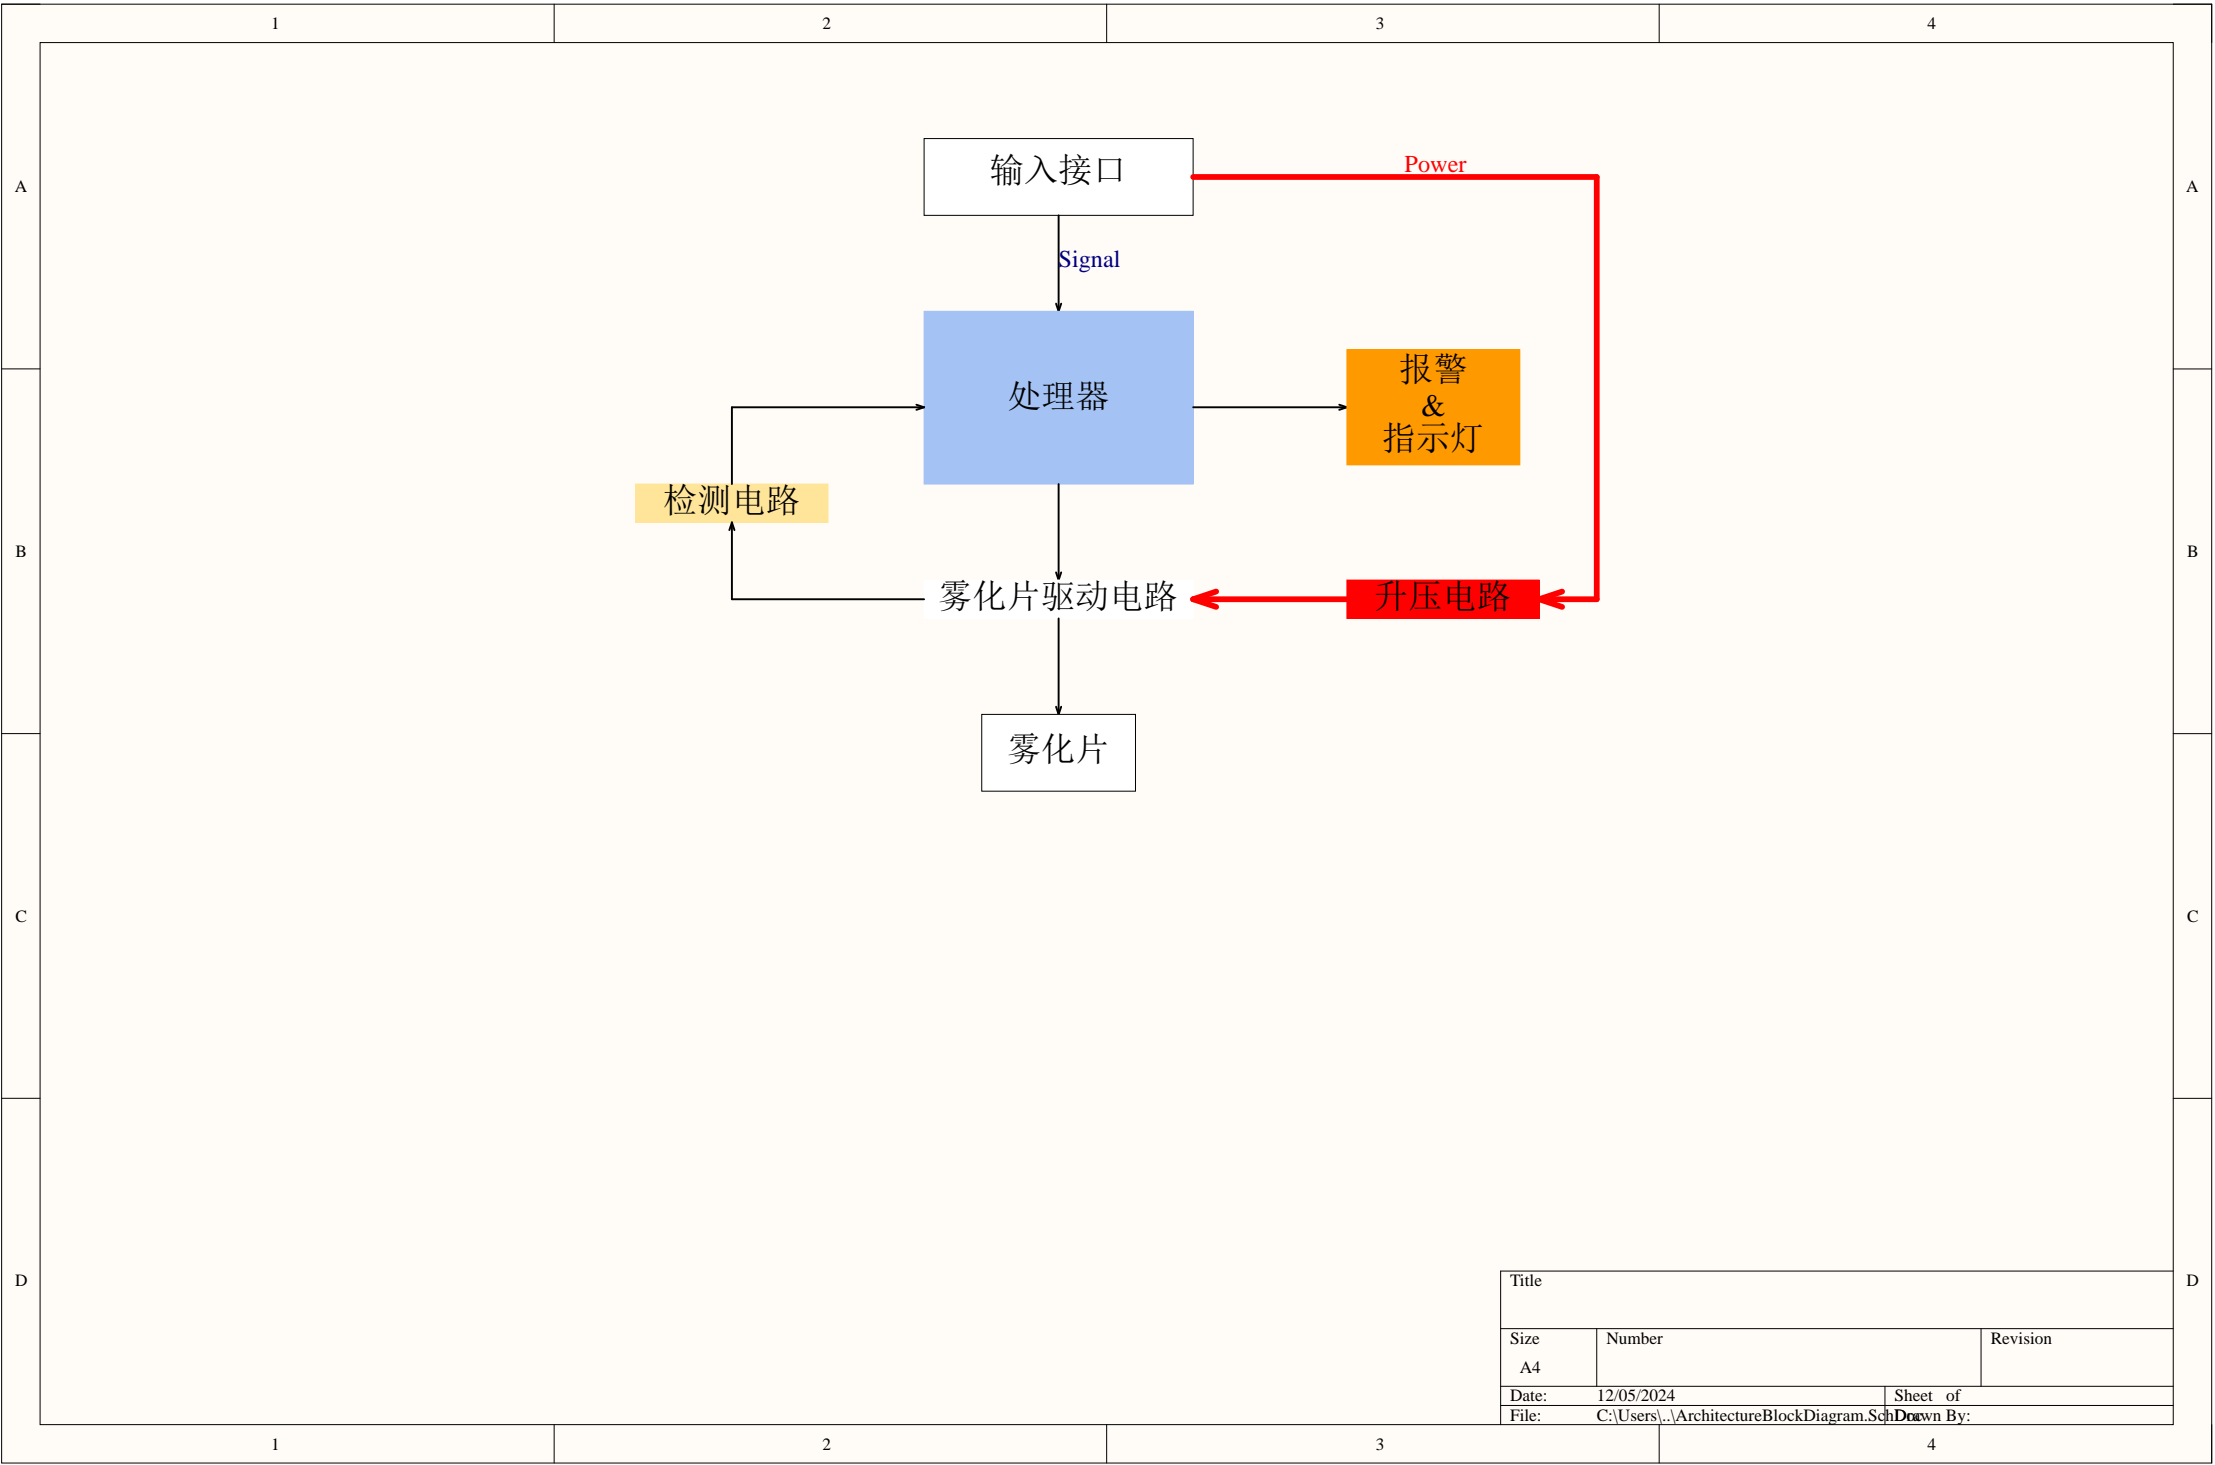 1 2 3 4
输入接口
Power
A A
Signal
报警
处理器
&
指示灯
检测电路
B B
雾化片驱动电路 升压电路
雾化片
C C
D D
Title
Size Number Revision
A4
Date: 12/05/2024 Sheet of
File: C:\Users\..\ArchitectureBlockDiagram.SchDoc Drawn By:
1 2 3 4